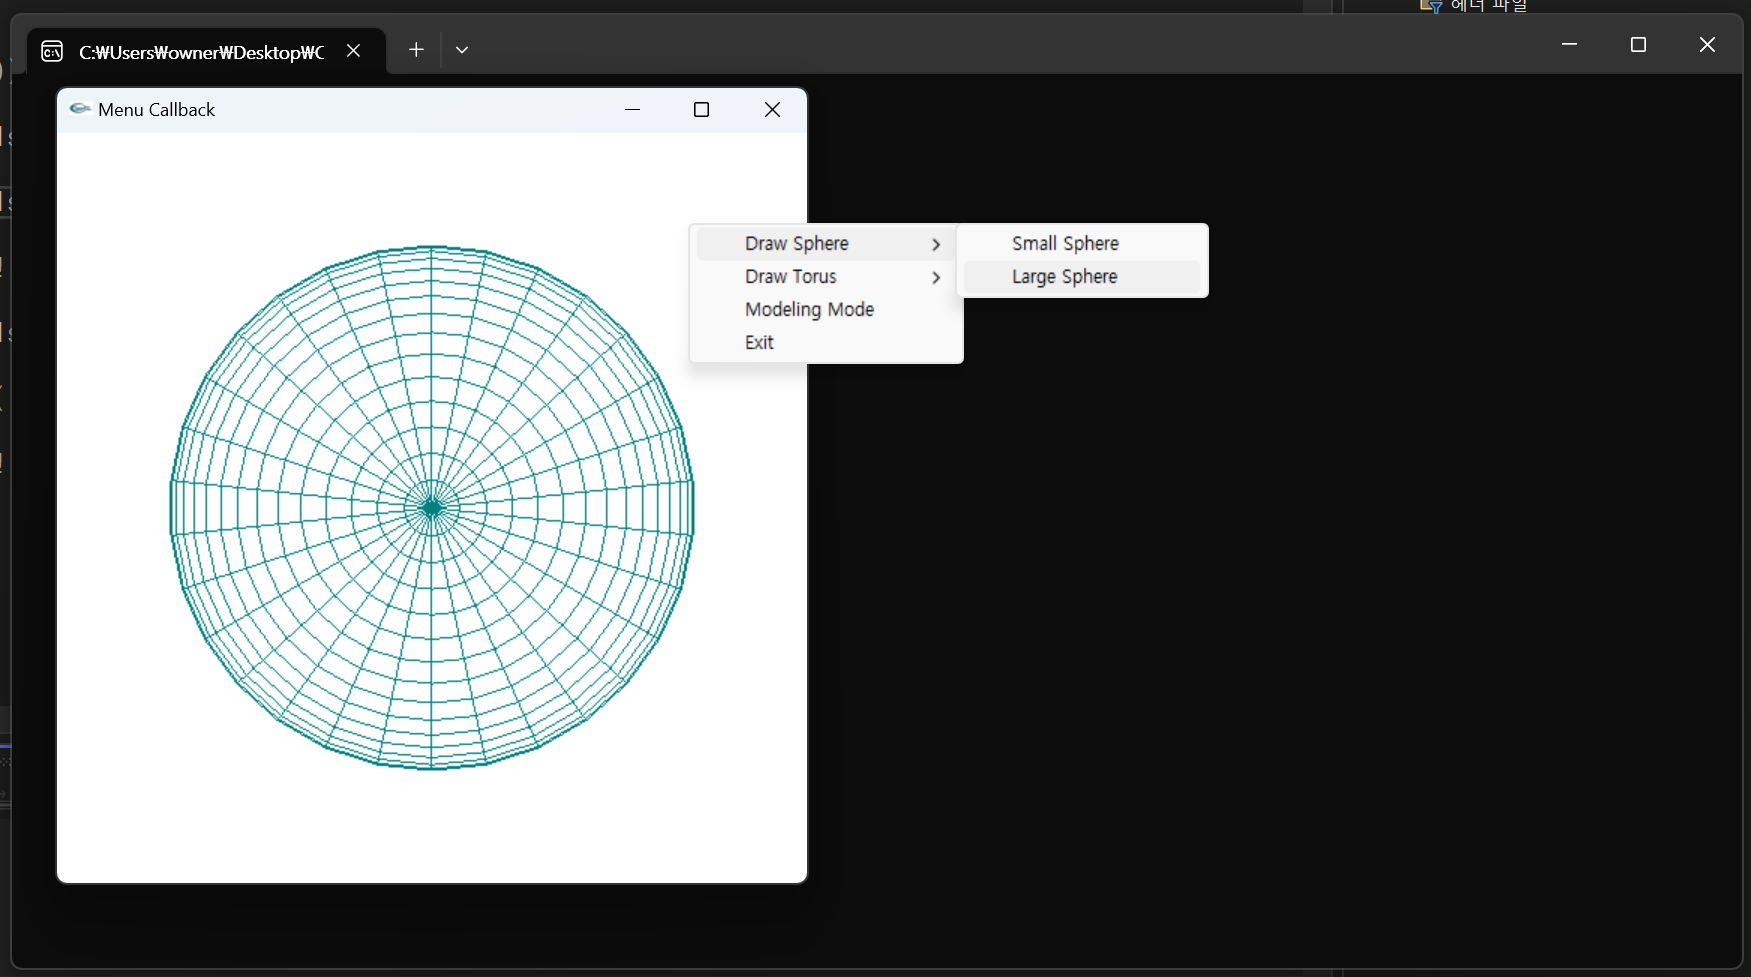 헤더 파일
C:₩Users₩owner₩Desktop₩C
Menu Callback
Draw Sphere
Draw Torus
Modeling Mode
Exit
Small Sphere
Large Sphere